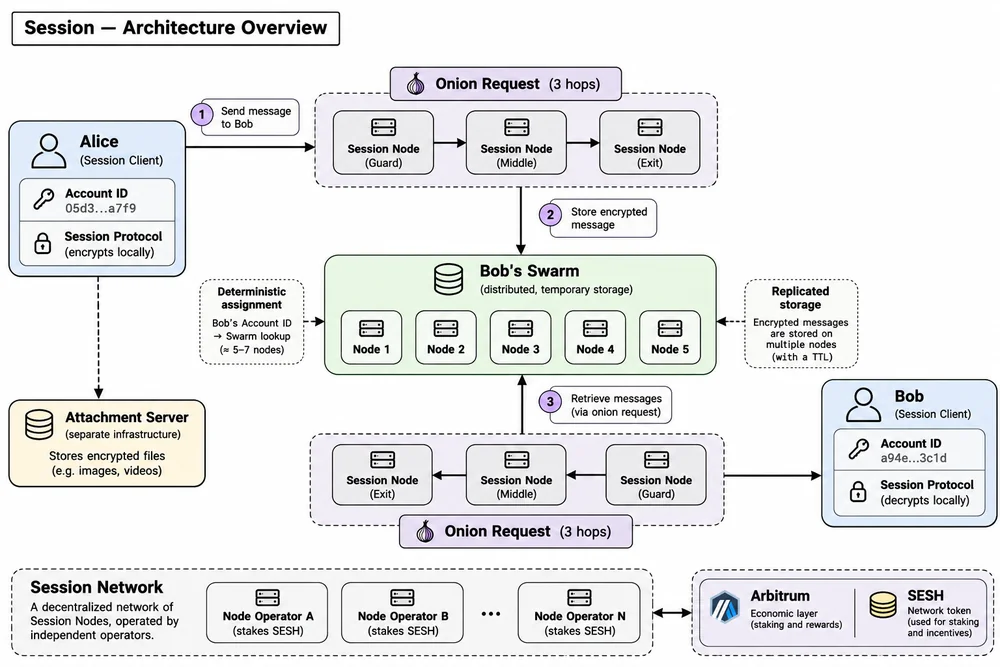 Session — Architecture Overview
Onion Request (3 hops)
1
Send message
to Bob
Session Node
(Guard)
Session Node
(Middle)
Session Node
(Exit)
Alice
(Session Client)
Account ID
05d3...a7f9
Session Protocol
(encrypts locally)
2
Store encrypted
message
Bob's Swarm
(distributed, temporary storage)
Node 1
Node 2
Node 3
Node 4
Node 5
Deterministic
assignment
Bob's Account ID
→ Swarm lookup
(≈ 5–7 nodes)
Replicated
storage
Encrypted messages
are stored on
multiple nodes
(with a TTL)
3
Retrieve messages
(via onion request)
Attachment Server
(separate infrastructure)
Stores encrypted files
(e.g. images, videos)
Session Node
(Exit)
Session Node
(Middle)
Session Node
(Guard)
Onion Request (3 hops)
Bob
(Session Client)
Account ID
a94e...3c1d
Session Protocol
(decrypts locally)
Session Network
A decentralized network of
Session Nodes, operated by
independent operators.
Node Operator A
(stakes SESH)
Node Operator B
(stakes SESH)
...
Node Operator N
(stakes SESH)
Arbitrum
Economic layer
(staking and rewards)
SESH
Network token
(used for staking
and incentives)